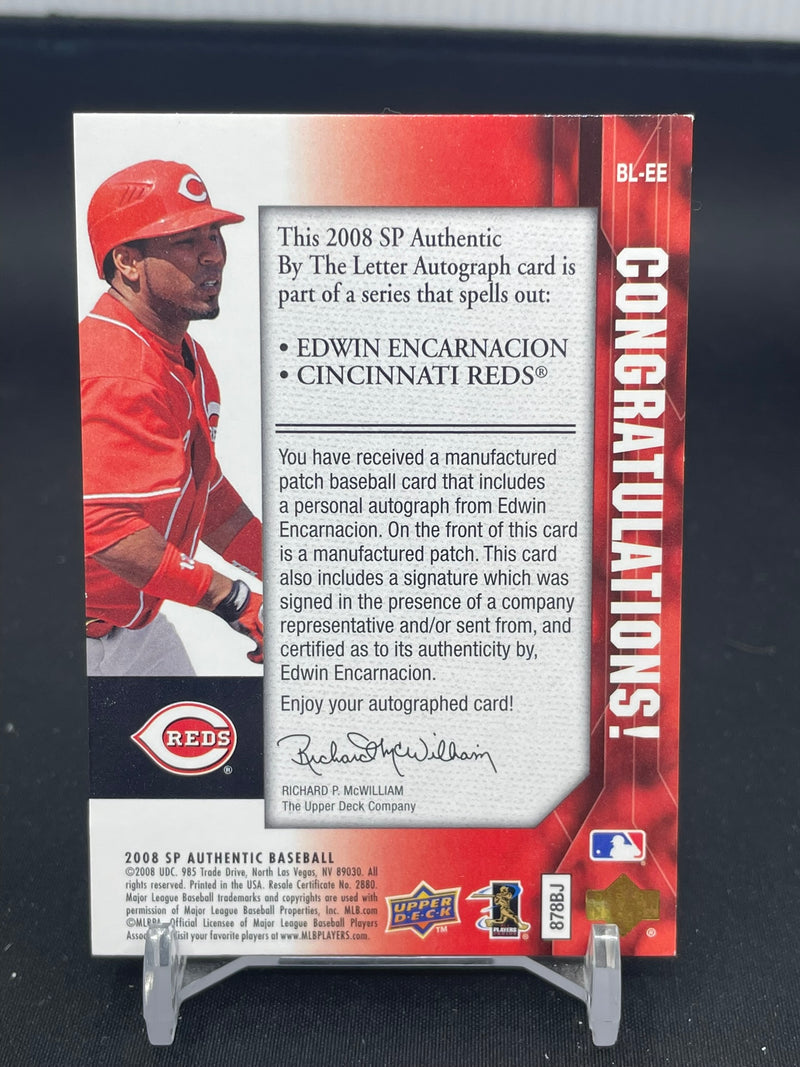 BL-EE
CONGRATULATIONS!
This 2008 SP Authentic
By The Letter Autograph card is
part of a series that spells out:
• EDWIN ENCARNACION
• CINCINNATI REDS®
You have received a manufactured
patch baseball card that includes
a personal autograph from Edwin
Encarnacion. On the front of this card
is a manufactured patch. This card
also includes a signature which was
signed in the presence of a company
representative and/or sent from, and
certified as to its authenticity by,
Edwin Encarnacion.
Enjoy your autographed card!
Richard P. McWilliam
RICHARD P. McWILLIAM
The Upper Deck Company
REDS
®
2008 SP AUTHENTIC BASEBALL
©2008 UDC. 985 Trade Drive, North Las Vegas, NV 89030. All
rights reserved. Printed in the USA. Resale Certificate No. 2880.
Major League Baseball trademarks and copyrights are used with
permission of Major League Baseball Properties, Inc. MLB.com
©MLBPA Official Licensee of Major League Baseball Players
Visit your favorite players at www.MLBPLAYERS.com.
UPPER
DECK
TM
PLAYERS
®
878BJ
®